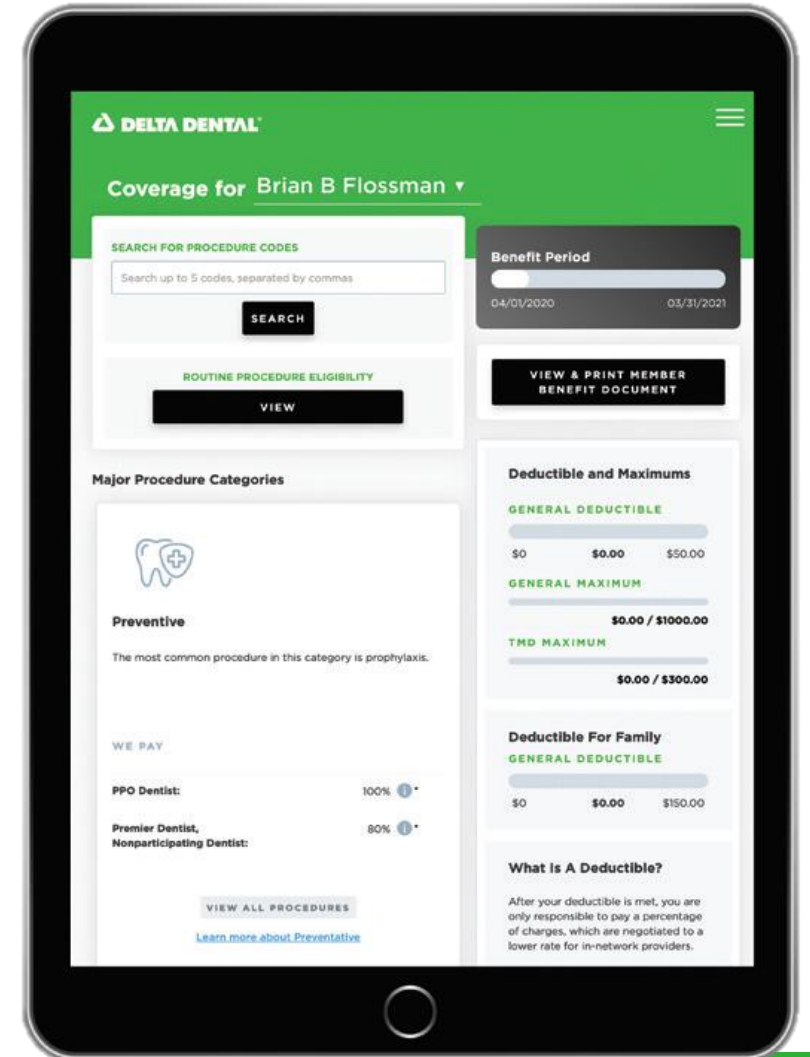 DELTA DENTAL
Coverage for Brian B Flossman ▾
SEARCH FOR PROCEDURE CODES
Search up to 5 codes, separated by commas
SEARCH
ROUTINE PROCEDURE ELIGIBILITY
VIEW
Benefit Period
04/01/2020 03/31/2021
VIEW & PRINT MEMBER
BENEFIT DOCUMENT
Major Procedure Categories
Preventive
The most common procedure in this category is prophylaxis.
WE PAY
PPO Dentist: 100% i *
Premier Dentist, 80% i *
Nonparticipating Dentist:
VIEW ALL PROCEDURES
Learn more about Preventative
Deductible and Maximums
GENERAL DEDUCTIBLE
$0 $0.00 $50.00
GENERAL MAXIMUM
$0.00 / $1000.00
TMD MAXIMUM
$0.00 / $300.00
Deductible For Family
GENERAL DEDUCTIBLE
$0 $0.00 $150.00
What Is A Deductible?
After your deductible is met, you are
only responsible to pay a percentage
of charges, which are negotiated to a
lower rate for in-network providers.